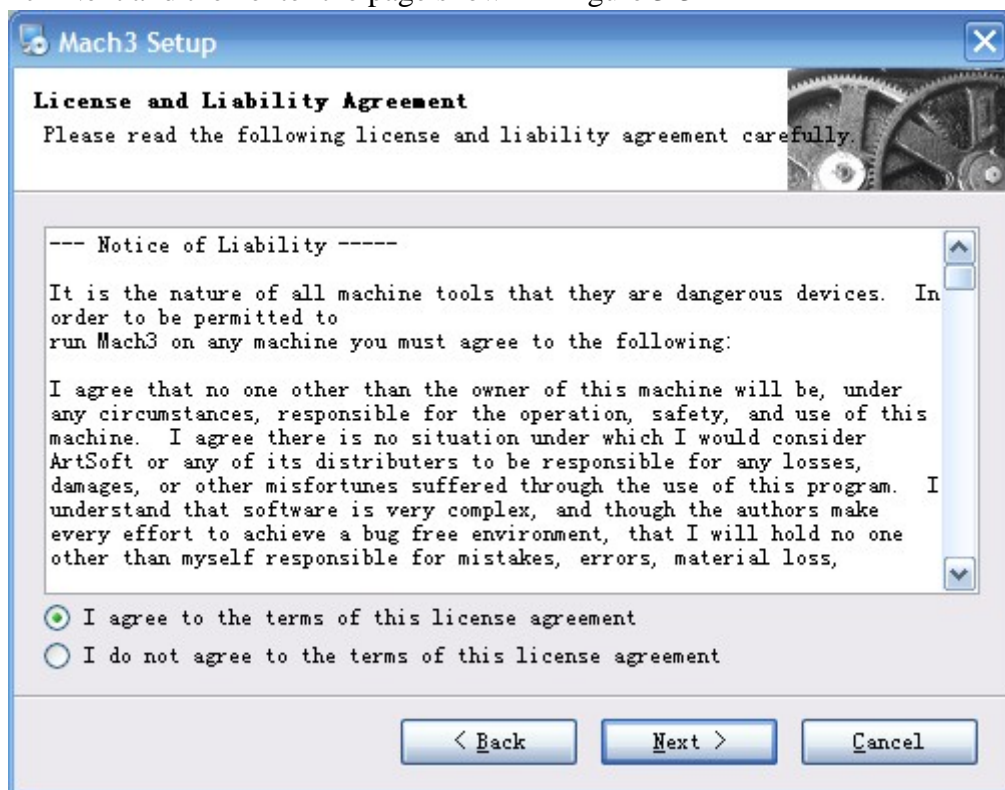 Mach3 Setup
License and Liability Agreement
Please read the following license and liability agreement carefully.
--- Notice of Liability -----
It is the nature of all machine tools that they are dangerous devices.  In
order to be permitted to
run Mach3 on any machine you must agree to the following:
I agree that no one other than the owner of this machine will be, under
any circumstances, responsible for the operation, safety, and use of this
machine.  I agree there is no situation under which I would consider
ArtSoft or any of its distributers to be responsible for any losses,
damages, or other misfortunes suffered through the use of this program.  I
understand that software is very complex, and though the authors make
every effort to achieve a bug free environment, that I will hold no one
other than myself responsible for mistakes, errors, material loss,
I agree to the terms of this license agreement
I do not agree to the terms of this license agreement
< Back
Next >
Cancel